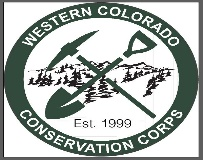 WESTERN COLORADO
Est. 1999
CONSERVATION CORPS